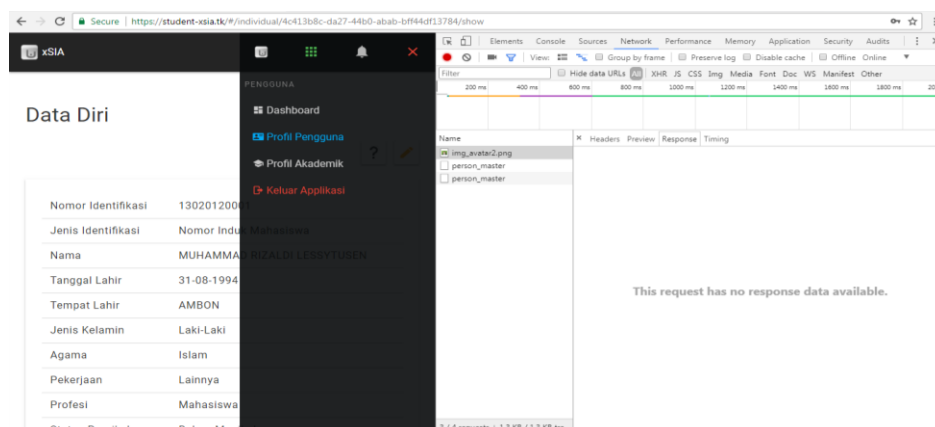 Secure | https://student-xsia.tk/#/individual/4c413b8c-da27-44b0-abab-bff44df13784/show
xSIA
PENGGUNA
Dashboard
Profil Pengguna
Profil Akademik
Keluar Applikasi
Data Diri
?
Nomor Identifikasi 13020120001
Jenis Identifikasi Nomor Induk Mahasiswa
Nama MUHAMMAD RIZALDI LESSYTUSEN
Tanggal Lahir 31-08-1994
Tempat Lahir AMBON
Jenis Kelamin Laki-Laki
Agama Islam
Pekerjaan Lainnya
Profesi Mahasiswa
Elements Console Sources Network Performance Memory Application Security Audits
View: Group by frame Preserve log Disable cache Offline Online
Filter Hide data URLs All XHR JS CSS Img Media Font Doc WS Manifest Other
200 ms 400 ms 600 ms 800 ms 1000 ms 1200 ms 1400 ms 1600 ms 1800 ms 20
Name
img_avatar2.png
person_master
person_master
× Headers Preview Response Timing
This request has no response data available.